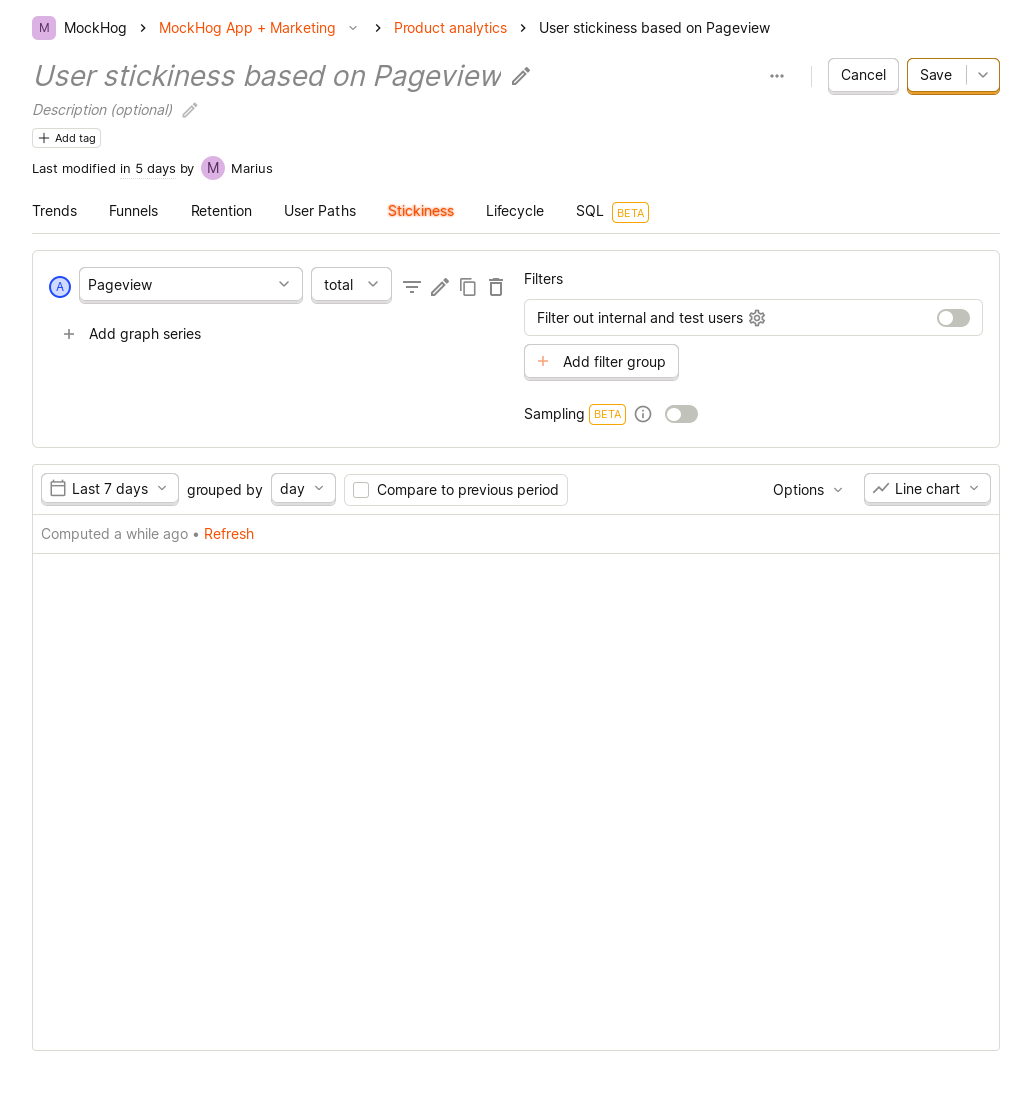 M MockHog MockHog App + Marketing Product analytics User stickiness based on Pageview
User stickiness based on Pageview
Cancel Save
Description (optional)
Add tag
Last modified in 5 days by M Marius
Trends Funnels Retention User Paths Stickiness Lifecycle SQL BETA
A Pageview total
Add graph series
Filters
Filter out internal and test users
Add filter group
Sampling BETA
Last 7 days grouped by day Compare to previous period Options Line chart
Computed a while ago • Refresh